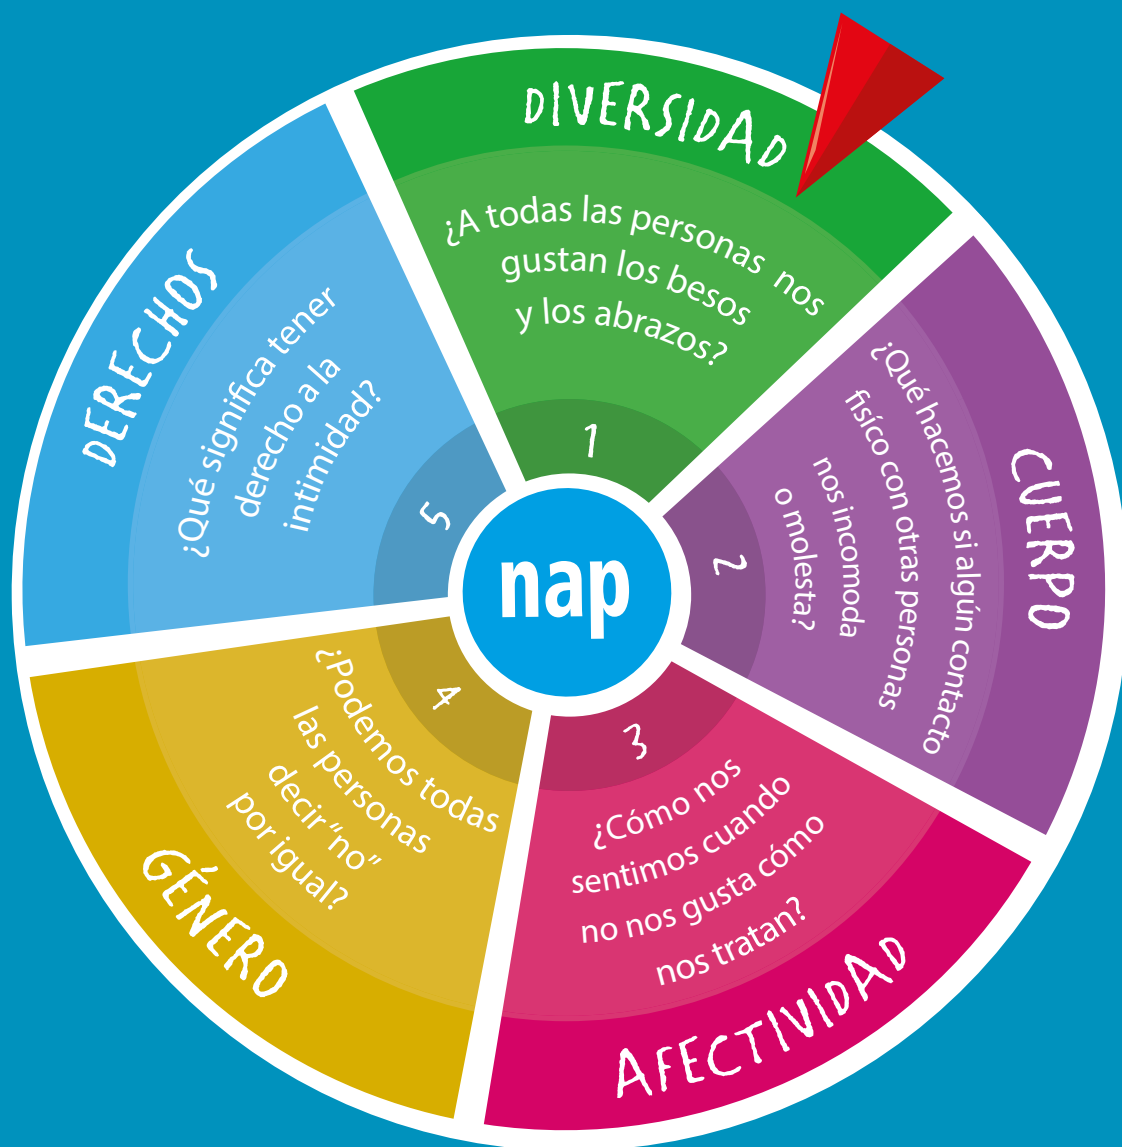 DIVERSIDAD
¿A todas las personas nos
gustan los besos
y los abrazos?
1
CUERPO
¿Qué hacemos si algún contacto
fisíco con otras personas
nos incomoda
o molesta?
2
AFECTIVIDAD
3
¿Cómo nos
sentimos cuando
no nos gusta cómo
nos tratan?
GÉNERO
4
¿Podemos todas
las personas
decir “no”
por igual?
DERECHOS
¿Qué significa tener
derecho a la
intimidad?
5
nap